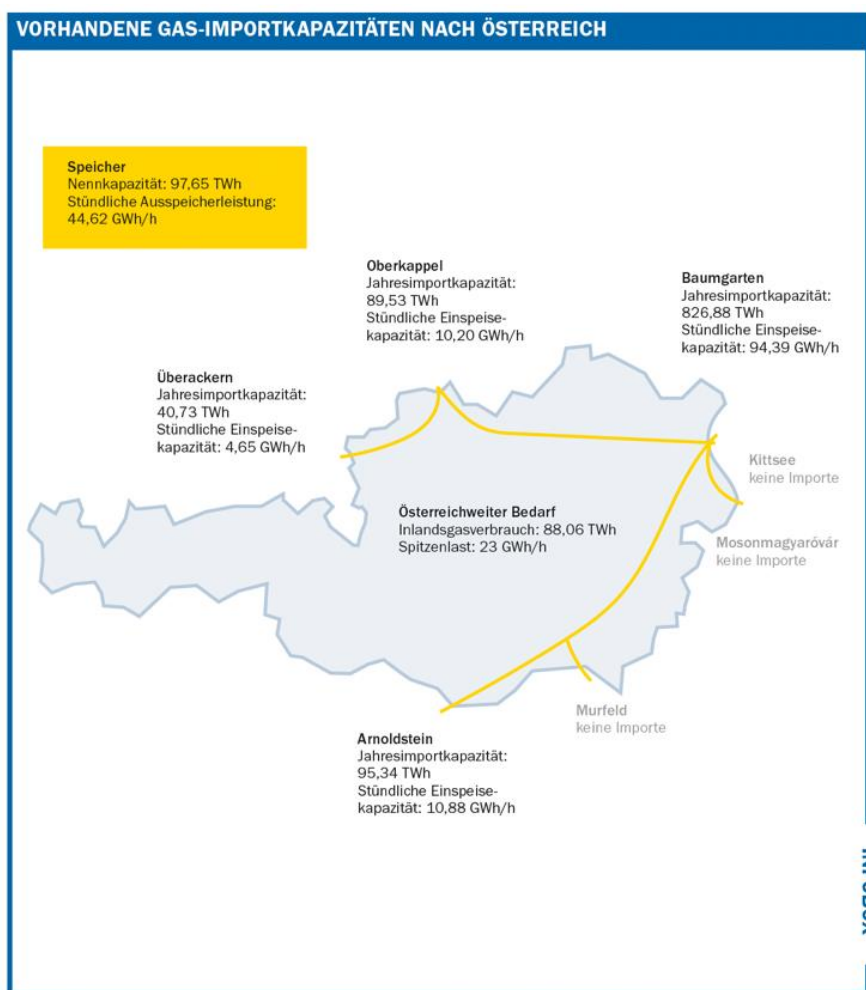 VORHANDENE GAS-IMPORTKAPAZITÄTEN NACH ÖSTERREICH
Speicher
Nennkapazität: 97,65 TWh
Stündliche Ausspeicherleistung:
44,62 GWh/h
Oberkappel
Jahresimportkapazität:
89,53 TWh
Stündliche Einspeise-
kapazität: 10,20 GWh/h
Baumgarten
Jahresimportkapazität:
826,88 TWh
Stündliche Einspeise-
kapazität: 94,39 GWh/h
Überackern
Jahresimportkapazität:
40,73 TWh
Stündliche Einspeise-
kapazität: 4,65 GWh/h
Kittsee
keine Importe
Österreichweiter Bedarf
Inlandsgasverbrauch: 88,06 TWh
Spitzenlast: 23 GWh/h
Mosonmagyaróvár
keine Importe
Murfeld
keine Importe
Arnoldstein
Jahresimportkapazität:
95,34 TWh
Stündliche Einspeise-
kapazität: 10,88 GWh/h